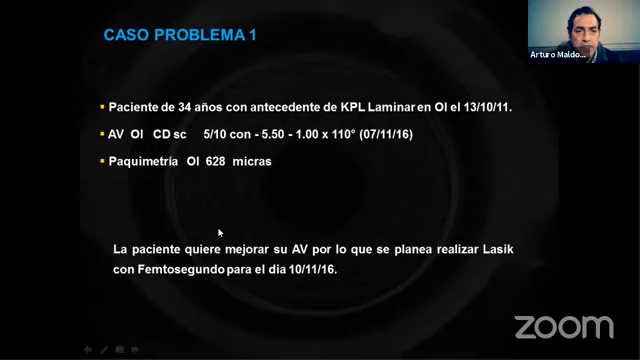 CASO PROBLEMA 1
Arturo Maldo...
Paciente de 34 años con antecedente de KPL Laminar en OI el 13/10/11.
AV OI CD sc 5/10 con - 5.50 - 1.00 x 110° (07/11/16)
Paquimetría OI 628 micras
La paciente quiere mejorar su AV por lo que se planea realizar Lasik
con Femtosegundo para el dia 10/11/16.
zoom